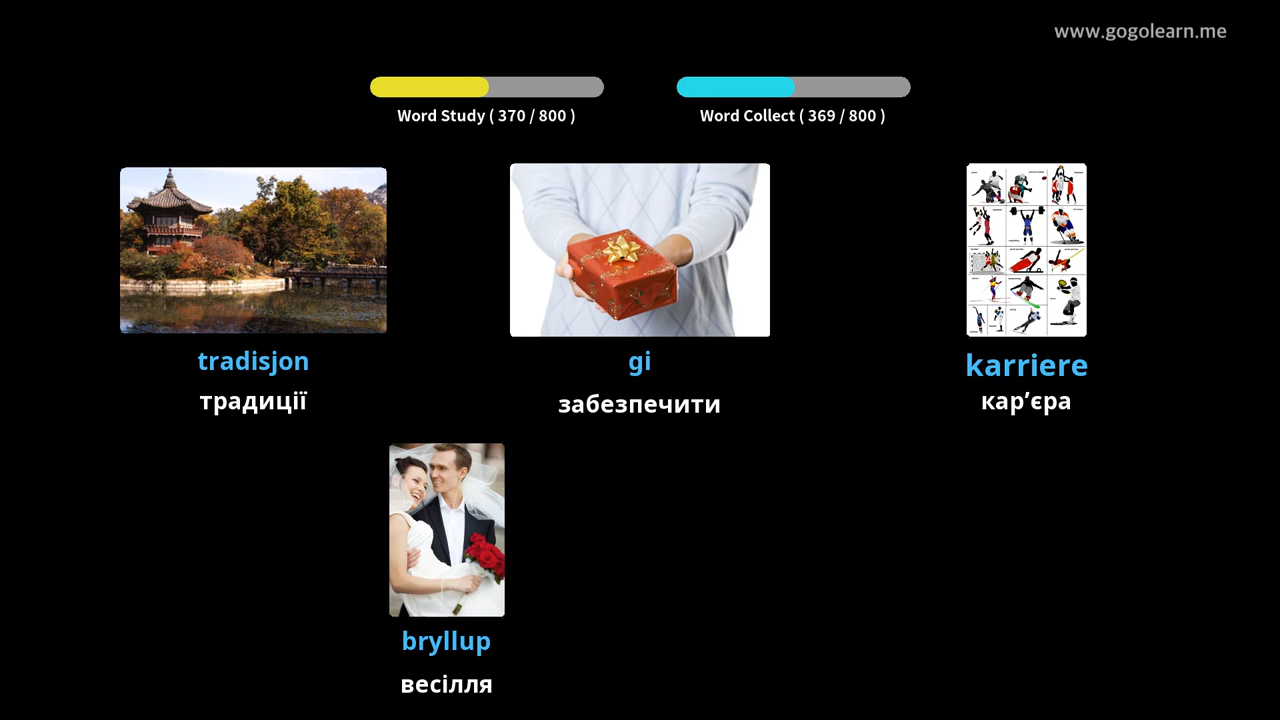 www.gogolearn.me
Word Study ( 370 / 800 )
Word Collect ( 369 / 800 )
tradisjon
gi
karriere
традиції
забезпечити
кар’єра
bryllup
весілля